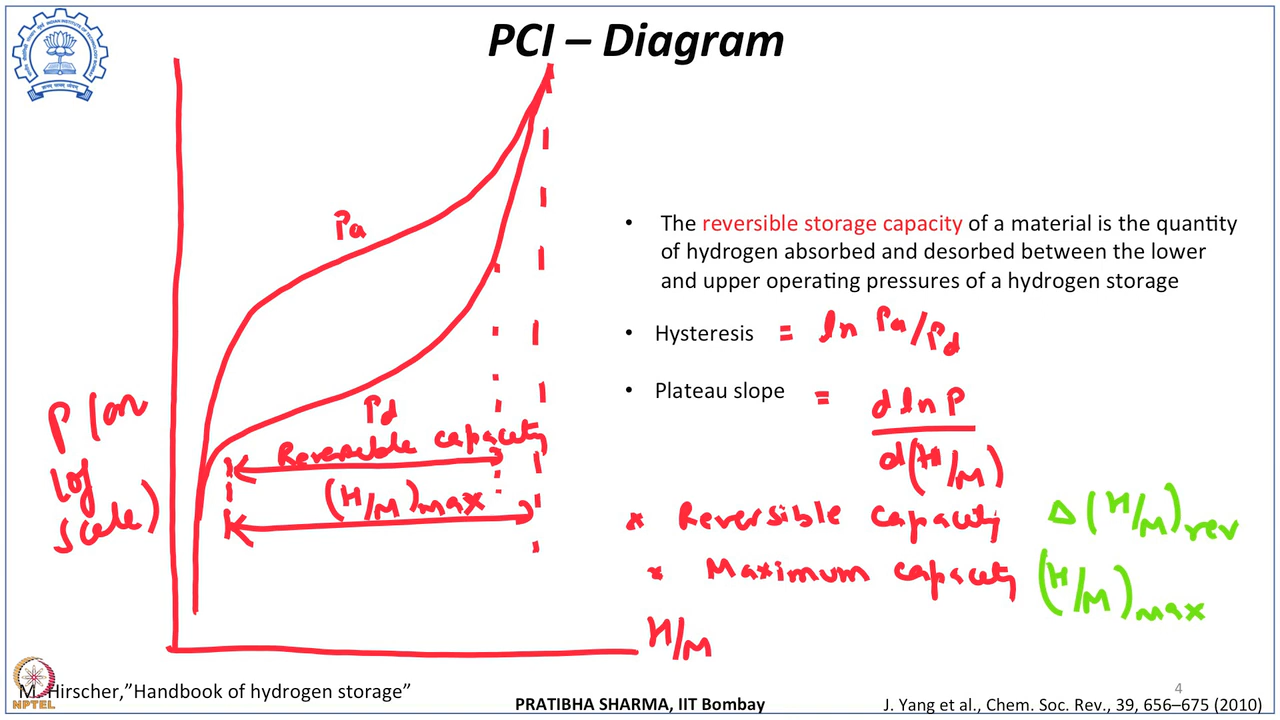 PCI – Diagram
Pa
• The reversible storage capacity of a material is the quantity
of hydrogen absorbed and desorbed between the lower
and upper operating pressures of a hydrogen storage
• Hysteresis = ln Pa/Pd
• Plateau slope = d ln P
d(H/M)
P (on
log
scale)
Pd
Reversible capacity
(H/M)max
* Reversible capacity Δ(H/M)rev
* Maximum capacity (H/M)max
H/M
4
M. Hirscher,”Handbook of hydrogen storage”
NPTEL
PRATIBHA SHARMA, IIT Bombay
J. Yang et al., Chem. Soc. Rev., 39, 656–675 (2010)